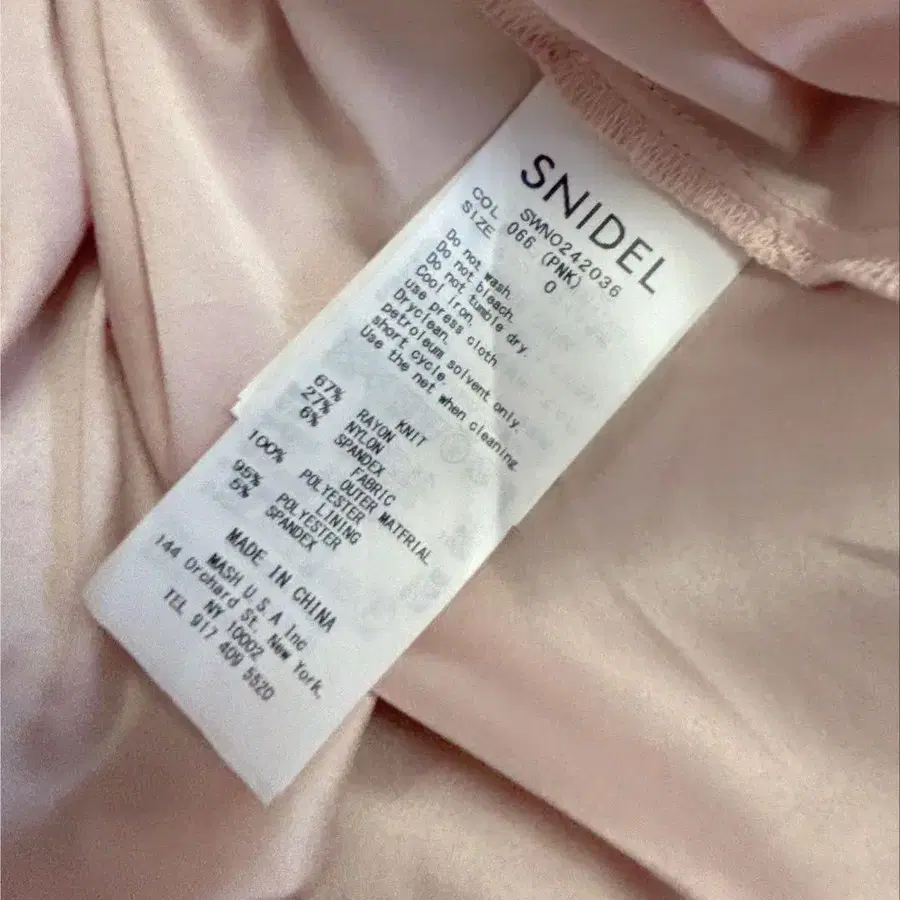 SNIDEL
SWNO242036
COL 066 (PNK)
SIZE 0
Do not wash.
Do not bleach.
Do not tumble dry
Cool iron.
use press cloth
Dryclean.
petroleum solvent only.
short cycle.
Use the net when cleaning.
KNIT
67% RAYON
27% NYLON
6% SPANDEX
FABRIC
OUTER MATFRIAL
100% POLYESTER
LINING
95% POLYESTER
5% SPANDEX
MADE IN CHINA
MASH U.S.A Inc
144 Orchard St. New York.
NY 10002
TEL 917 409 5520